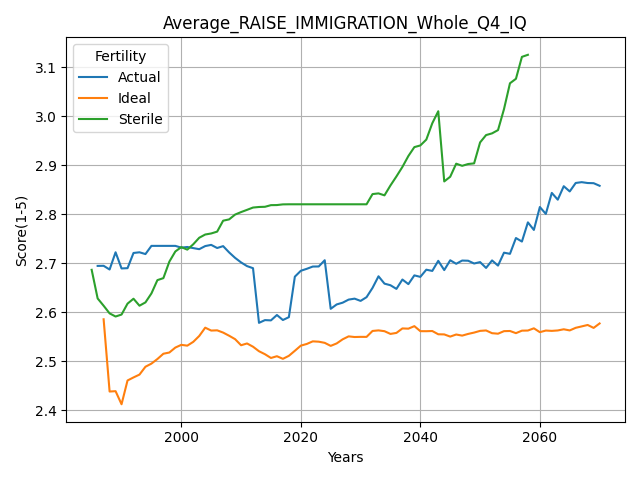 Average_RAISE_IMMIGRATION_Whole_Q4_IQ
Fertility
Actual
Ideal
Sterile
Score(1-5)
3.1
3.0
2.9
2.8
2.7
2.6
2.5
2.4
2000 2020 2040 2060
Years